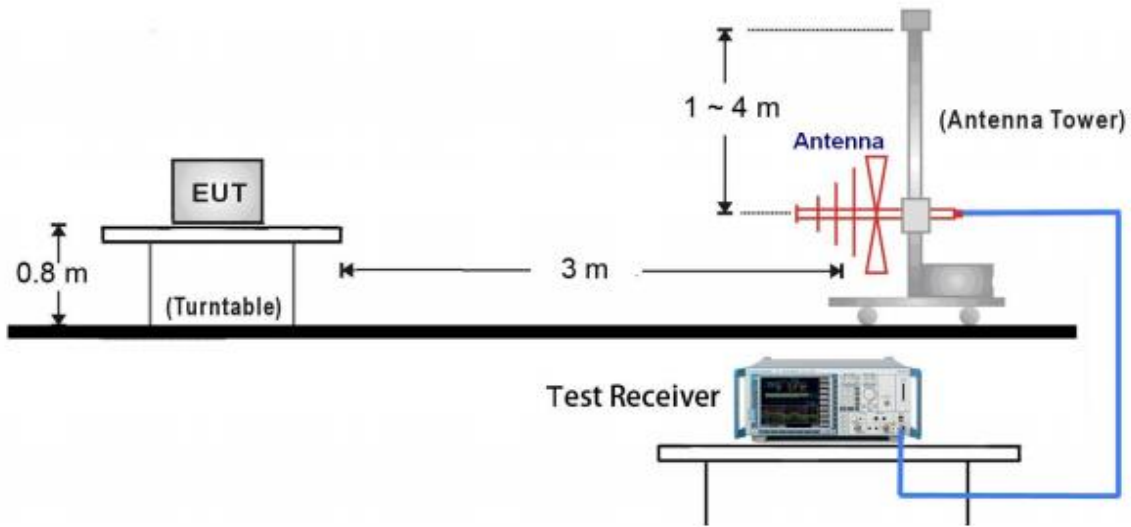 1 ~ 4 m
(Antenna Tower)
Antenna
EUT
0.8 m
3 m
(Turntable)
Test Receiver